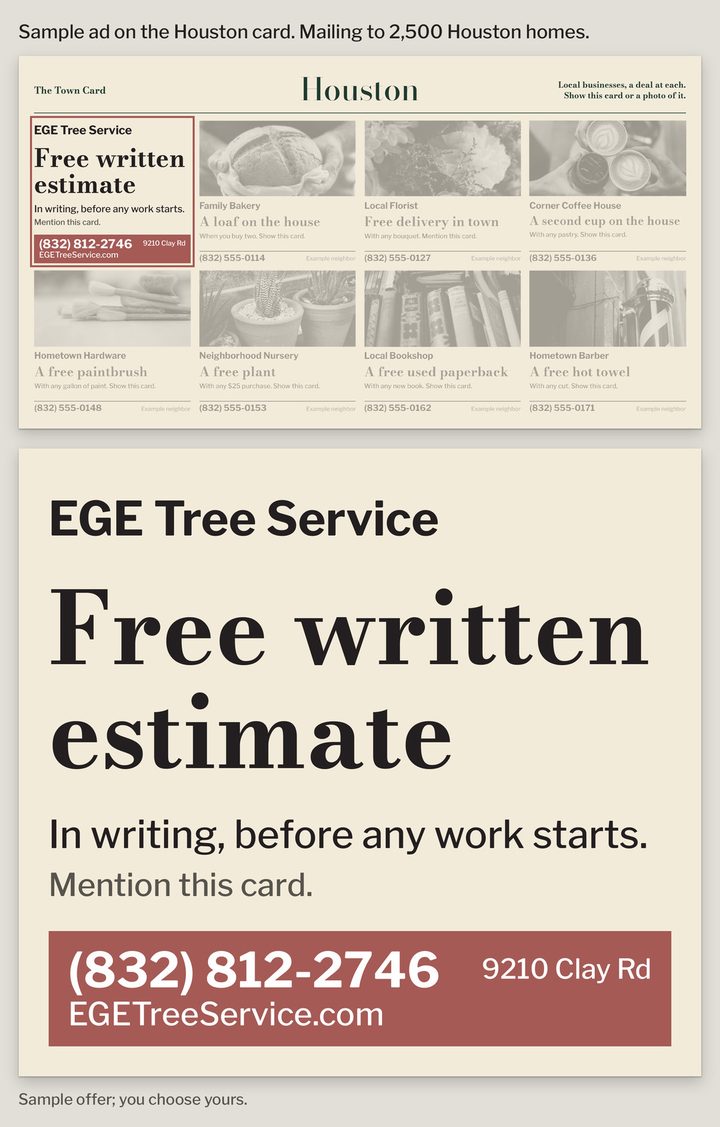 Sample ad on the Houston card. Mailing to 2,500 Houston homes.
The Town Card
Houston
Local businesses, a deal at each.
Show this card or a photo of it.
EGE Tree Service
Free written
estimate
In writing, before any work starts.
Mention this card.
(832) 812-2746
9210 Clay Rd
EGETreeService.com
Family Bakery
A loaf on the house
When you buy two. Show this card.
(832) 555-0114
Example neighbor
Local Florist
Free delivery in town
With any bouquet. Mention this card.
(832) 555-0127
Example neighbor
Corner Coffee House
A second cup on the house
With any pastry. Show this card.
(832) 555-0136
Example neighbor
Hometown Hardware
A free paintbrush
With any gallon of paint. Show this card.
(832) 555-0148
Example neighbor
Neighborhood Nursery
A free plant
With any $25 purchase. Show this card.
(832) 555-0153
Example neighbor
Local Bookshop
A free used paperback
With any new book. Show this card.
(832) 555-0162
Example neighbor
Hometown Barber
A free hot towel
With any cut. Show this card.
(832) 555-0171
Example neighbor
EGE Tree Service
Free written
estimate
In writing, before any work starts.
Mention this card.
(832) 812-2746
9210 Clay Rd
EGETreeService.com
Sample offer; you choose yours.